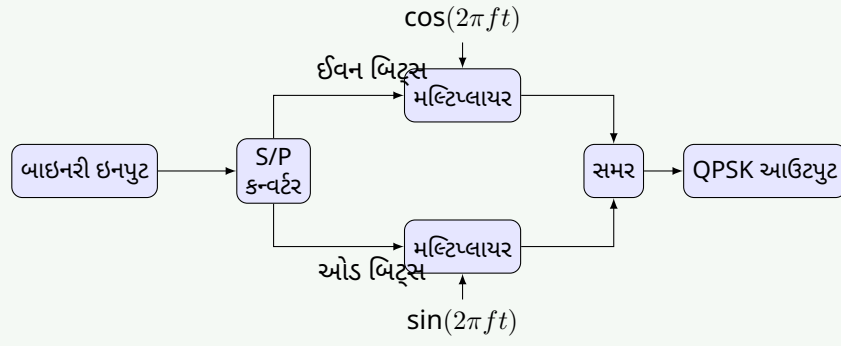 cos(2πft)
ઈવન બિટ્સ
મલ્ટિપ્લાયર
બાઇનરી ઇનપુટ
S/P
કન્વર્ટર
સમર
QPSK આઉટપુટ
મલ્ટિપ્લાયર
ઓડ બિટ્સ
sin(2πft)